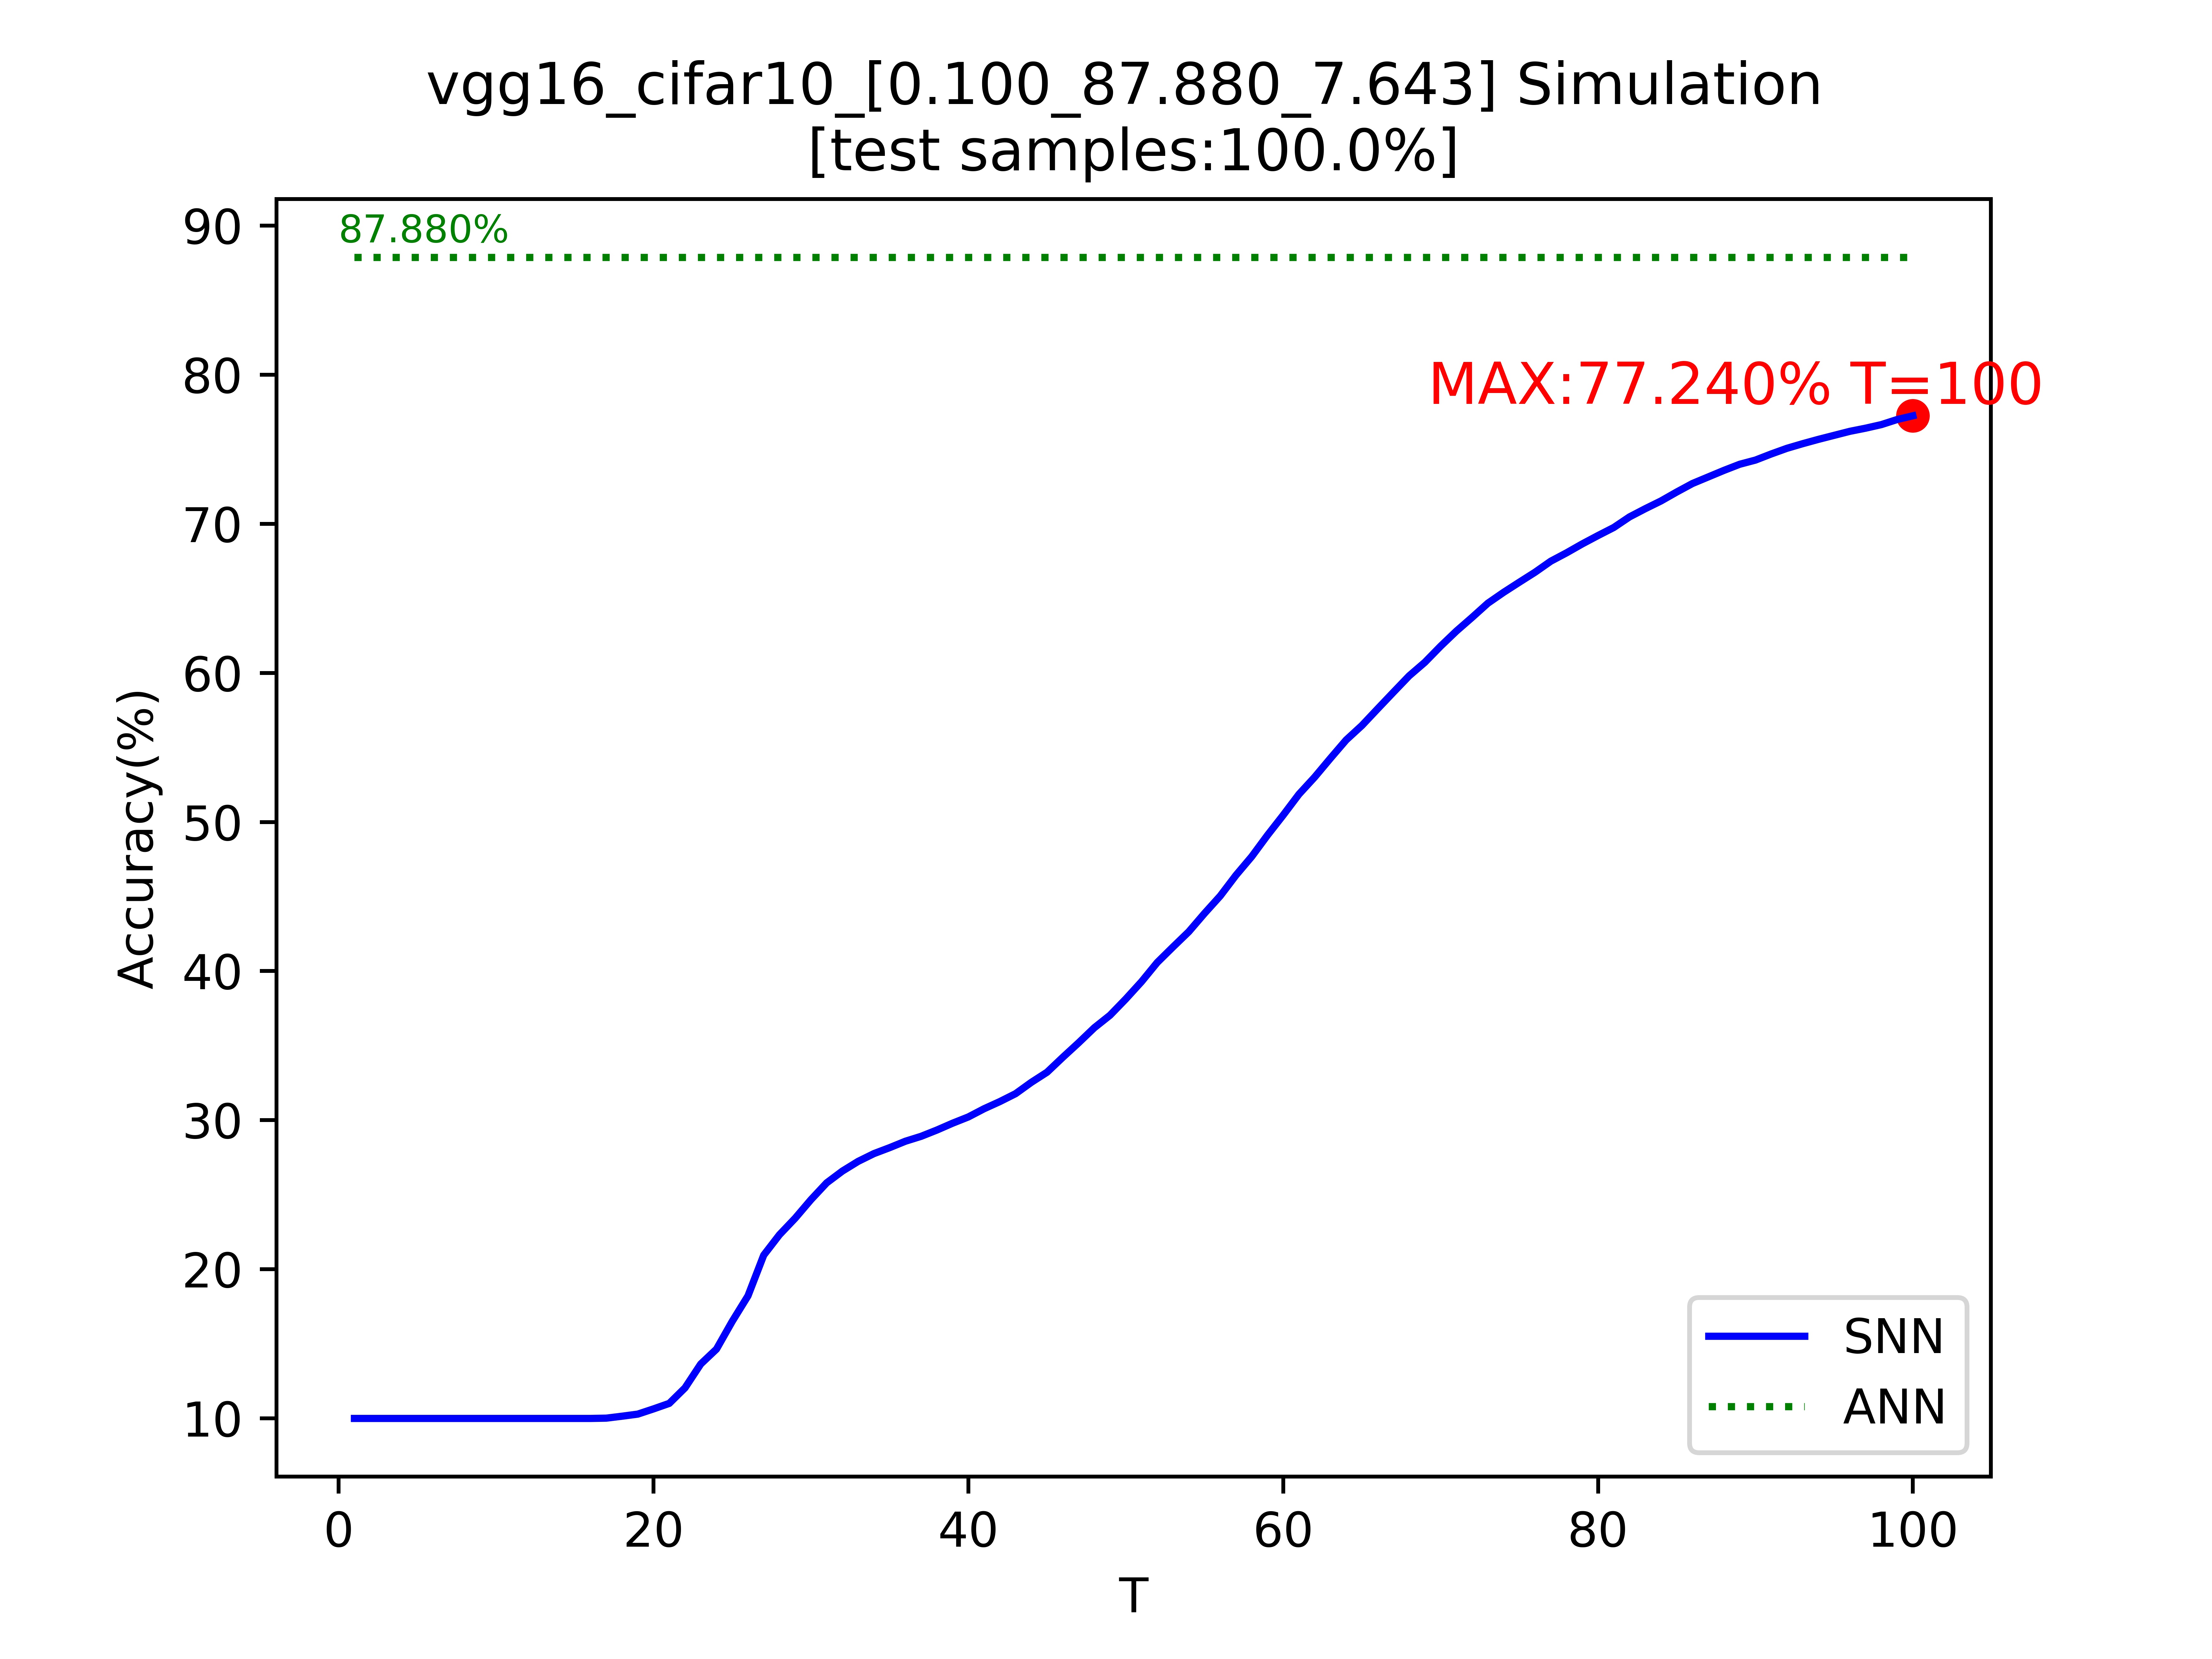 vgg16_cifar10_[0.100_87.880_7.643] Simulation
[test samples:100.0%]
87.880%
MAX:77.240% T=100
Accuracy(%)
90
80
70
60
50
40
30
20
10
SNN
ANN
0 20 40 60 80 100
T